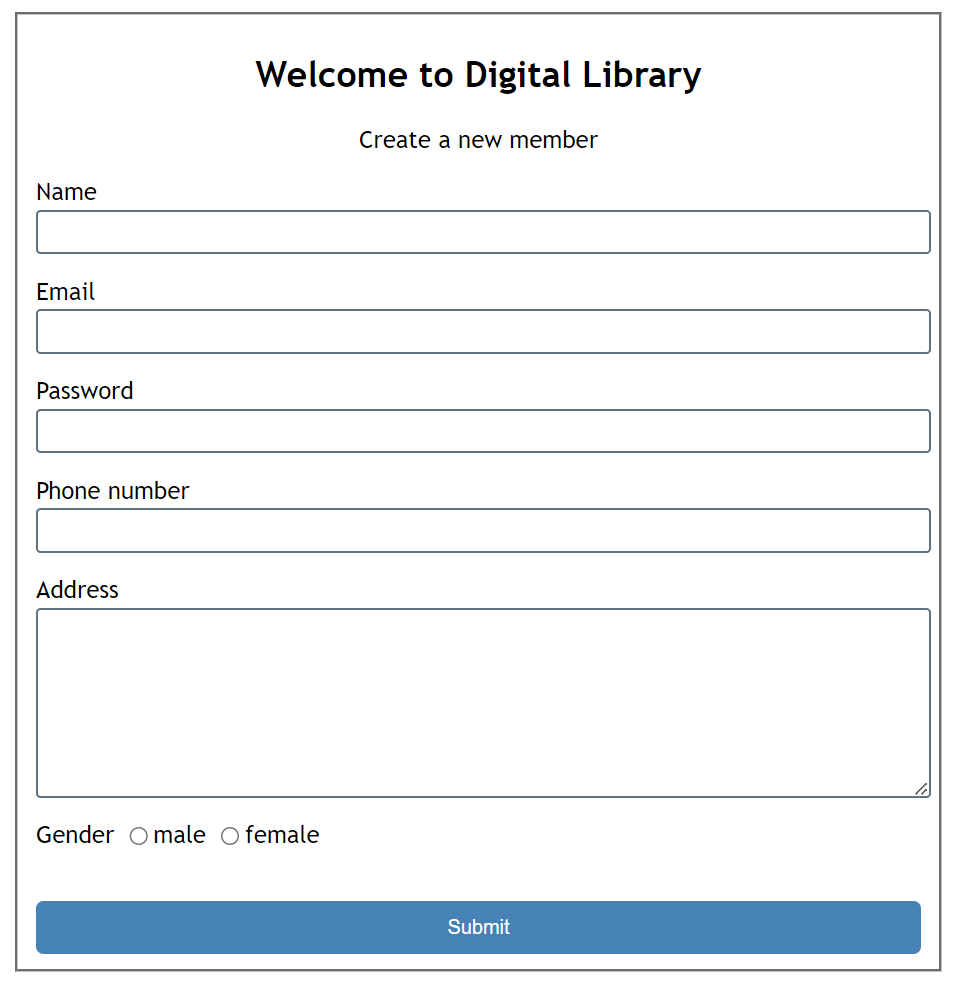 Welcome to Digital Library
Create a new member
Name
Email
Password
Phone number
Address
Gender male female
Submit